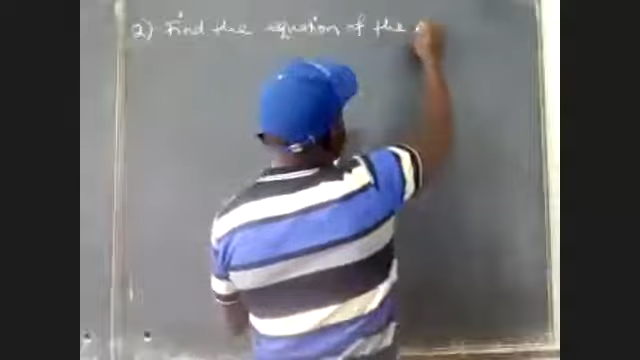 2) Find the equation of the